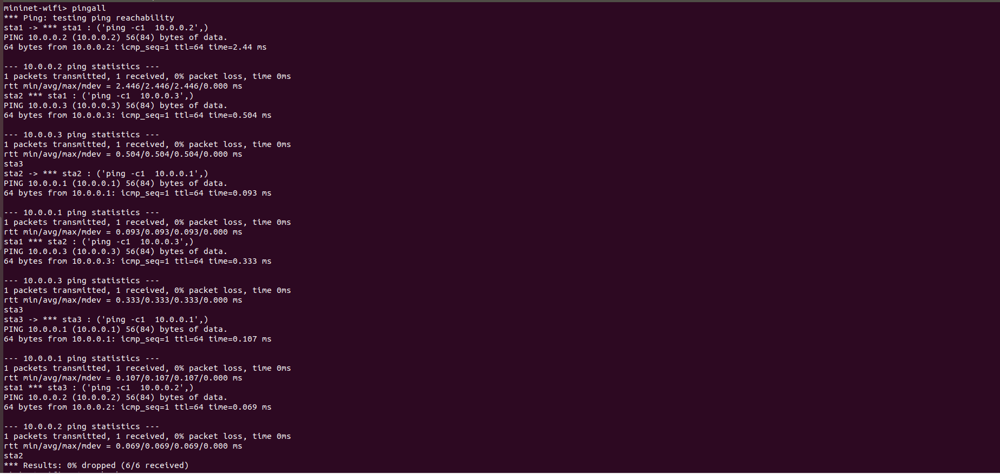 mininet-wifi> pingall
*** Ping: testing ping reachability
sta1 -> *** sta1 : ('ping -c1  10.0.0.2',)
PING 10.0.0.2 (10.0.0.2) 56(84) bytes of data.
64 bytes from 10.0.0.2: icmp_seq=1 ttl=64 time=2.44 ms
--- 10.0.0.2 ping statistics ---
1 packets transmitted, 1 received, 0% packet loss, time 0ms
rtt min/avg/max/mdev = 2.446/2.446/2.446/0.000 ms
sta2 *** sta1 : ('ping -c1  10.0.0.3',)
PING 10.0.0.3 (10.0.0.3) 56(84) bytes of data.
64 bytes from 10.0.0.3: icmp_seq=1 ttl=64 time=0.504 ms
--- 10.0.0.3 ping statistics ---
1 packets transmitted, 1 received, 0% packet loss, time 0ms
rtt min/avg/max/mdev = 0.504/0.504/0.504/0.000 ms
sta3
sta2 -> *** sta2 : ('ping -c1  10.0.0.1',)
PING 10.0.0.1 (10.0.0.1) 56(84) bytes of data.
64 bytes from 10.0.0.1: icmp_seq=1 ttl=64 time=0.093 ms
--- 10.0.0.1 ping statistics ---
1 packets transmitted, 1 received, 0% packet loss, time 0ms
rtt min/avg/max/mdev = 0.093/0.093/0.093/0.000 ms
sta1 *** sta2 : ('ping -c1  10.0.0.3',)
PING 10.0.0.3 (10.0.0.3) 56(84) bytes of data.
64 bytes from 10.0.0.3: icmp_seq=1 ttl=64 time=0.333 ms
--- 10.0.0.3 ping statistics ---
1 packets transmitted, 1 received, 0% packet loss, time 0ms
rtt min/avg/max/mdev = 0.333/0.333/0.333/0.000 ms
sta3
sta3 -> *** sta3 : ('ping -c1  10.0.0.1',)
PING 10.0.0.1 (10.0.0.1) 56(84) bytes of data.
64 bytes from 10.0.0.1: icmp_seq=1 ttl=64 time=0.107 ms
--- 10.0.0.1 ping statistics ---
1 packets transmitted, 1 received, 0% packet loss, time 0ms
rtt min/avg/max/mdev = 0.107/0.107/0.107/0.000 ms
sta1 *** sta3 : ('ping -c1  10.0.0.2',)
PING 10.0.0.2 (10.0.0.2) 56(84) bytes of data.
64 bytes from 10.0.0.2: icmp_seq=1 ttl=64 time=0.069 ms
--- 10.0.0.2 ping statistics ---
1 packets transmitted, 1 received, 0% packet loss, time 0ms
rtt min/avg/max/mdev = 0.069/0.069/0.069/0.000 ms
sta2
*** Results: 0% dropped (6/6 received)